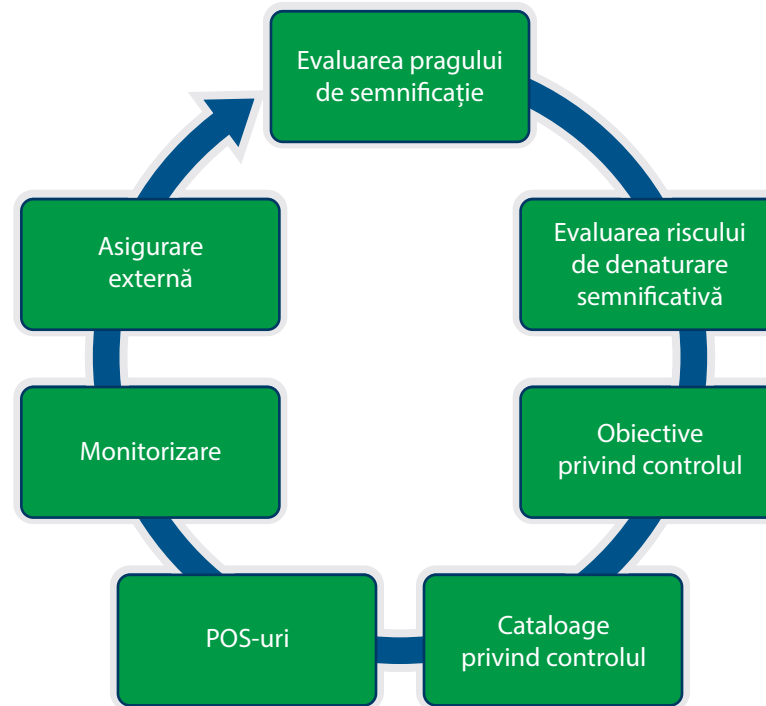 Evaluarea pragului
de semnificație
Evaluarea riscului
de denaturare
semnificativă
Obiective
privind controlul
Cataloage
privind controlul
POS-uri
Monitorizare
Asigurare
externă